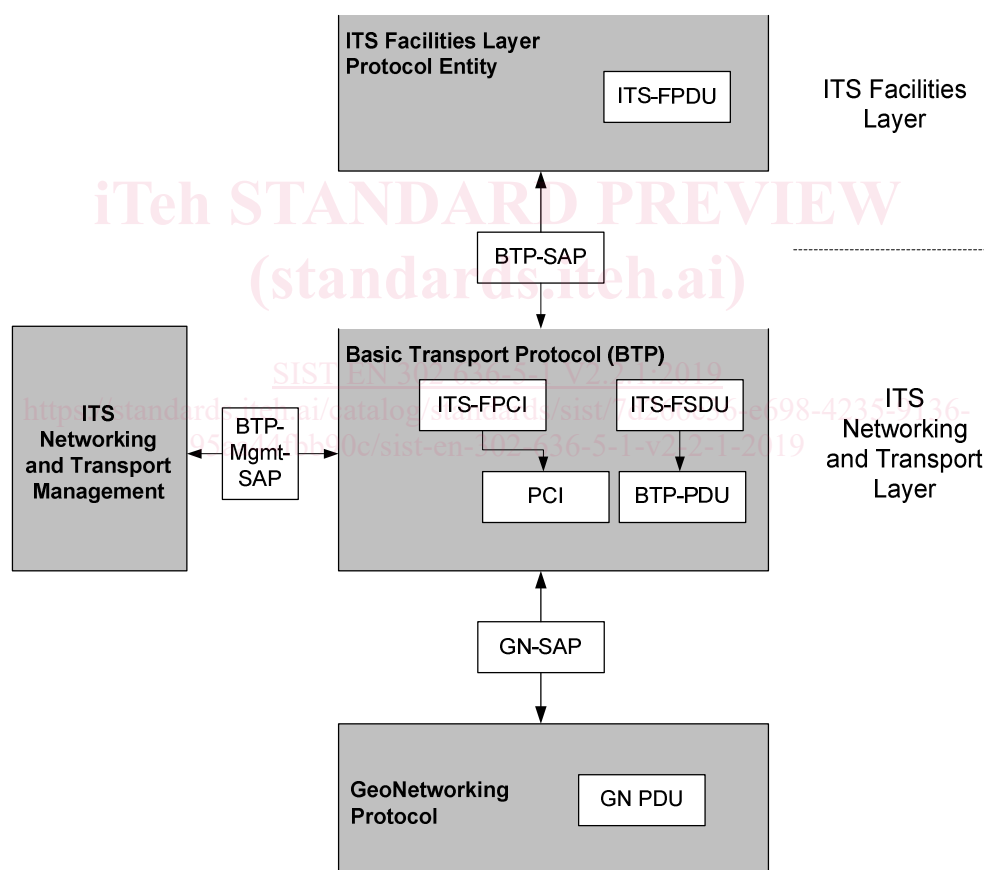 ITS Facilities Layer
Protocol Entity
ITS-FPDU
ITS Facilities
Layer
iTeh STANDARD PREVIEW
BTP-SAP
(standards.iteh.ai)
Basic Transport Protocol (BTP)
SIST EN 302 636-5-1 V2.2.1:2019
ITS-FPCI
ITS-FSDU
PCI
BTP-PDU
ITS
Networking
and Transport
Management
BTP-
Mgmt-
SAP
ITS
Networking
and Transport
Layer
GN-SAP
GeoNetworking
Protocol
GN PDU